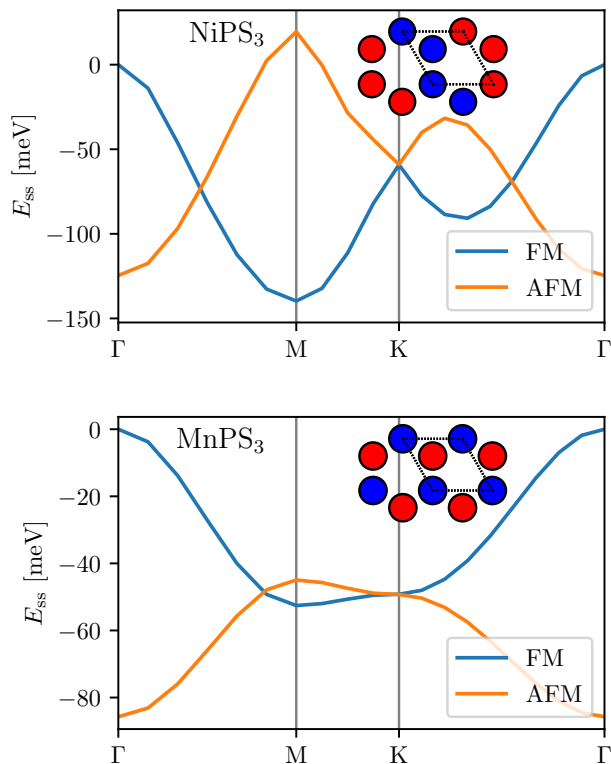 NiPS₃
0
−50
−100
−150
E_ss [meV]
FM
AFM
Γ
M
K
Γ
MnPS₃
0
−20
−40
−60
−80
E_ss [meV]
FM
AFM
Γ
M
K
Γ